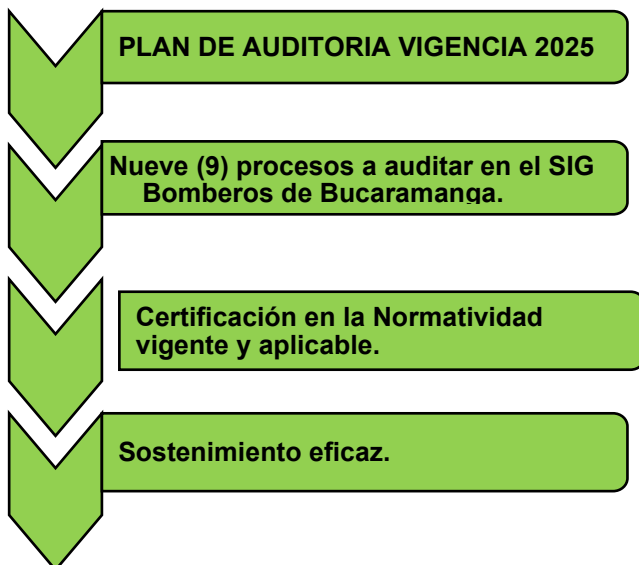 PLAN DE AUDITORIA VIGENCIA 2025
Nueve (9) procesos a auditar en el SIG
Bomberos de Bucaramanga.
Certificación en la Normatividad
vigente y aplicable.
Sostenimiento eficaz.